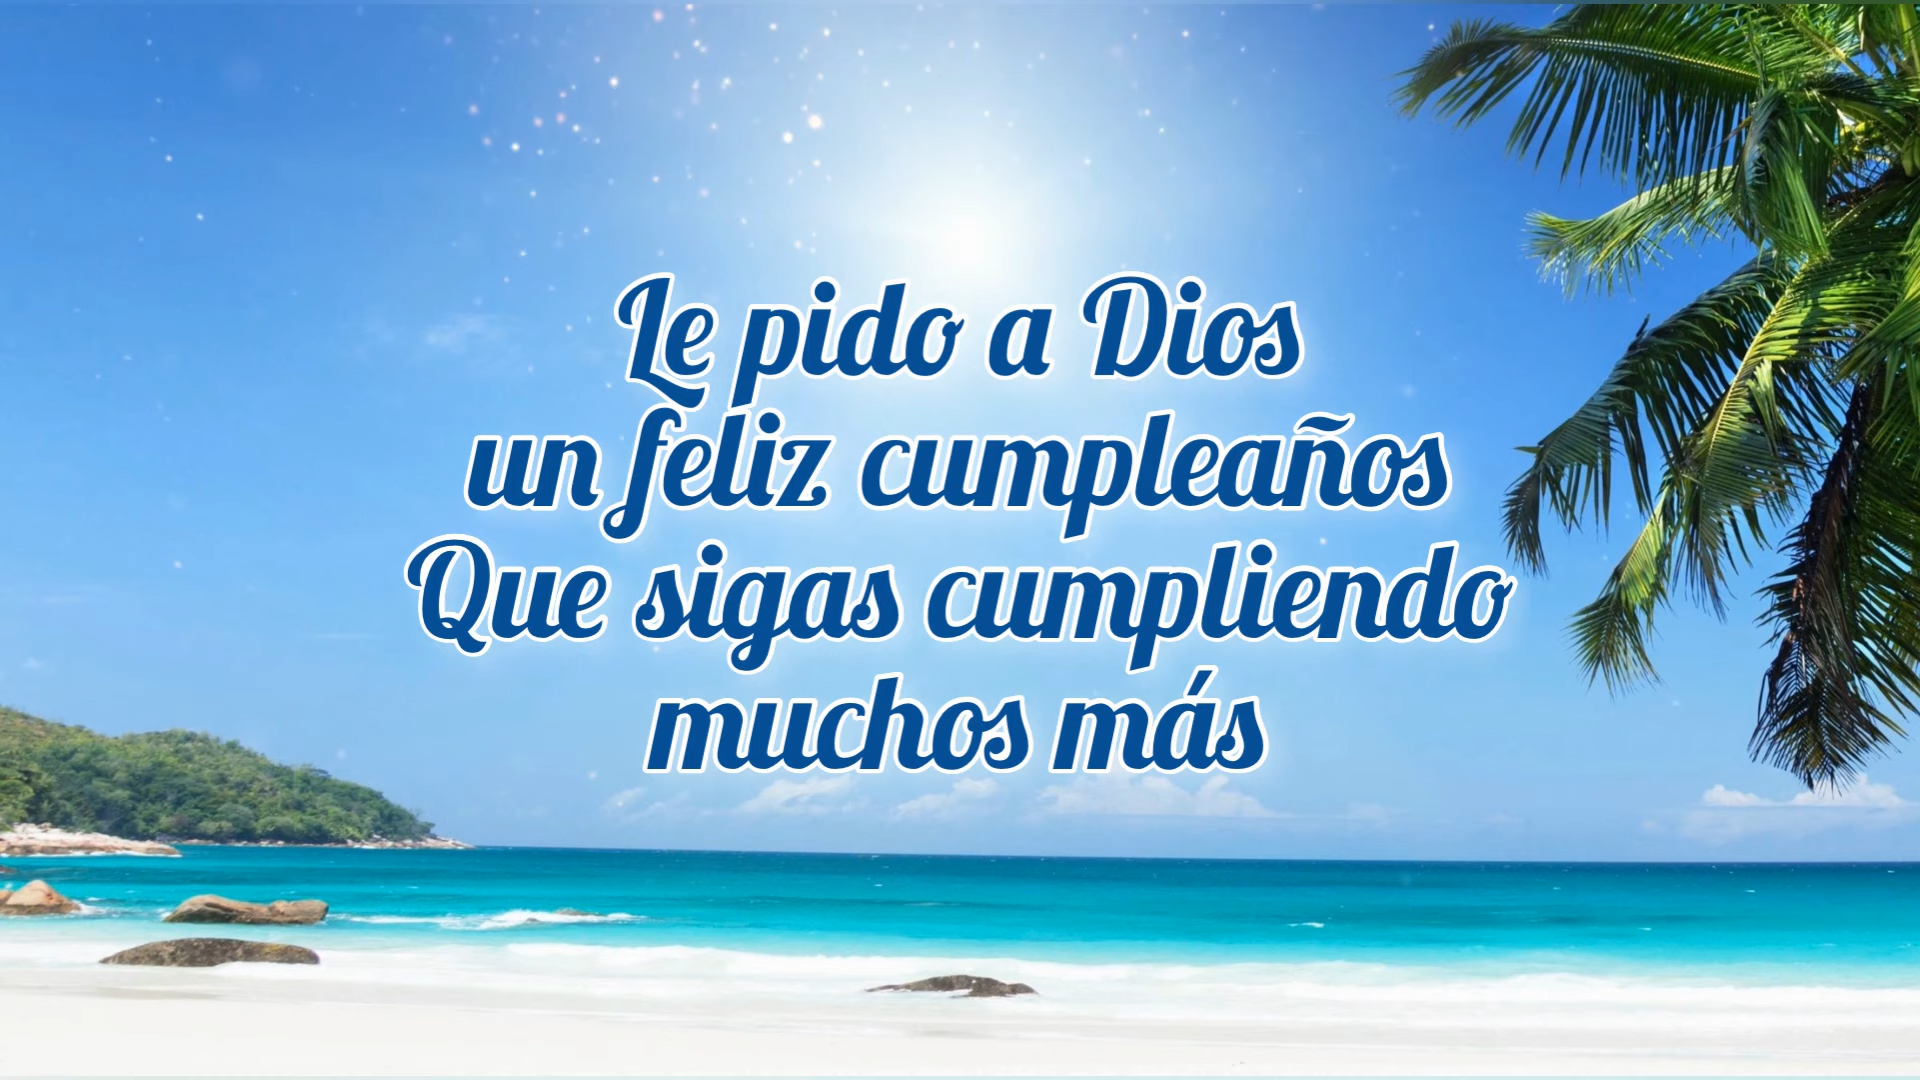 Le pido a Dios
un feliz cumpleaños
Que sigas cumpliendo
muchos más